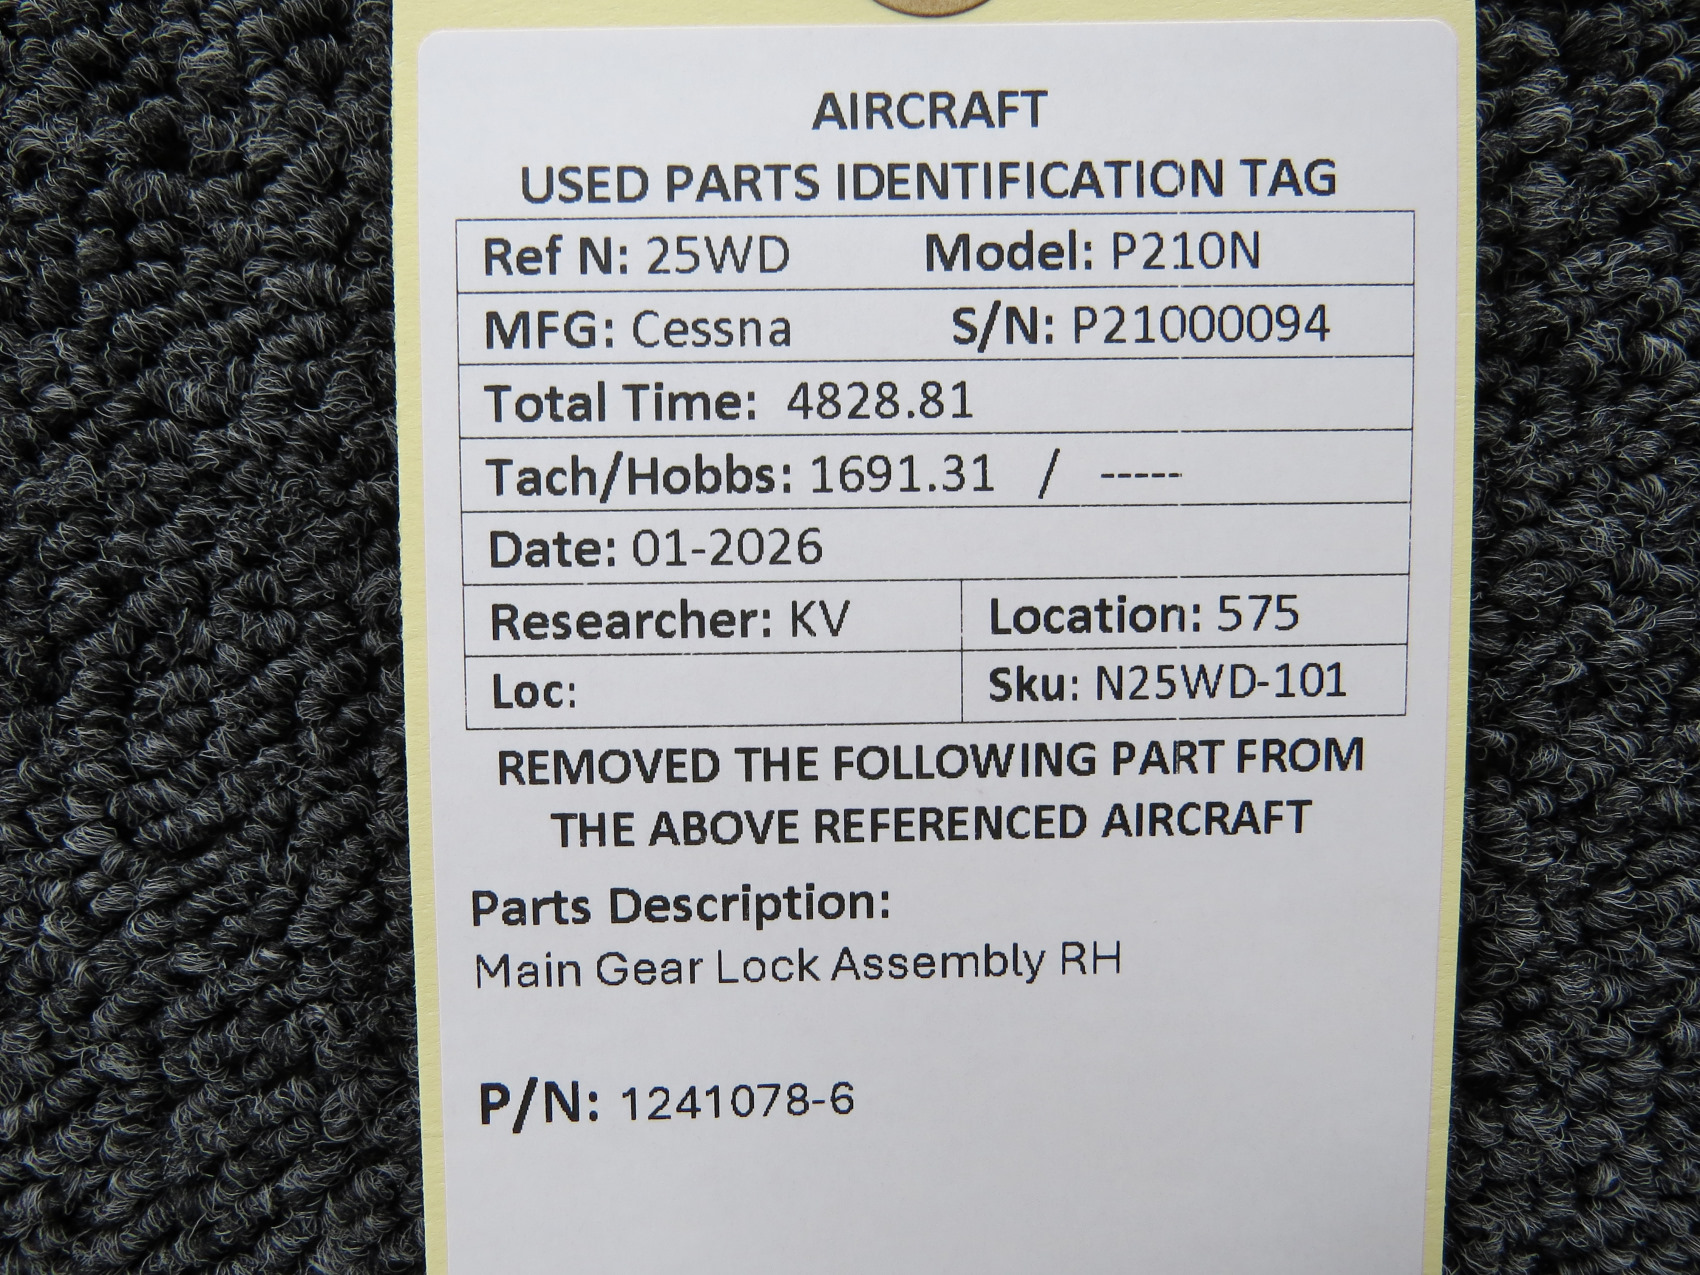 AIRCRAFT
USED PARTS IDENTIFICATION TAG
Ref N: 25WD Model: P210N
MFG: Cessna S/N: P21000094
Total Time: 4828.81
Tach/Hobbs: 1691.31 / -----
Date: 01-2026
Researcher: KV Location: 575
Loc: Sku: N25WD-101
REMOVED THE FOLLOWING PART FROM
THE ABOVE REFERENCED AIRCRAFT
Parts Description:
Main Gear Lock Assembly RH
P/N: 1241078-6